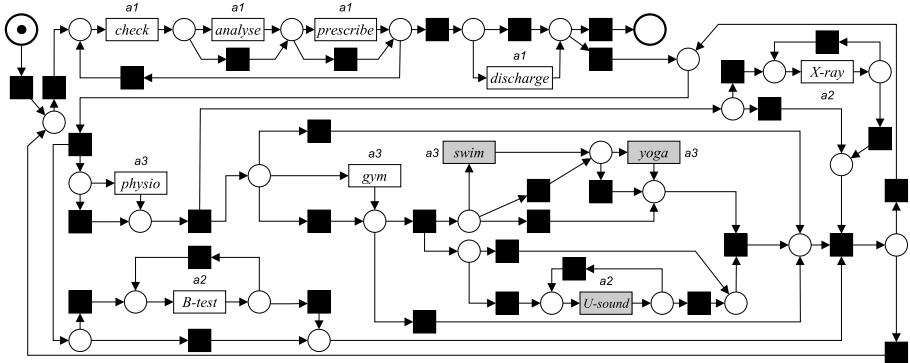 a1 a1 a1
check analyse prescribe
a1
discharge
X-ray
a2
a3
physio
a3
gym
a3 swim yoga a3
a2
B-test
a2
U-sound